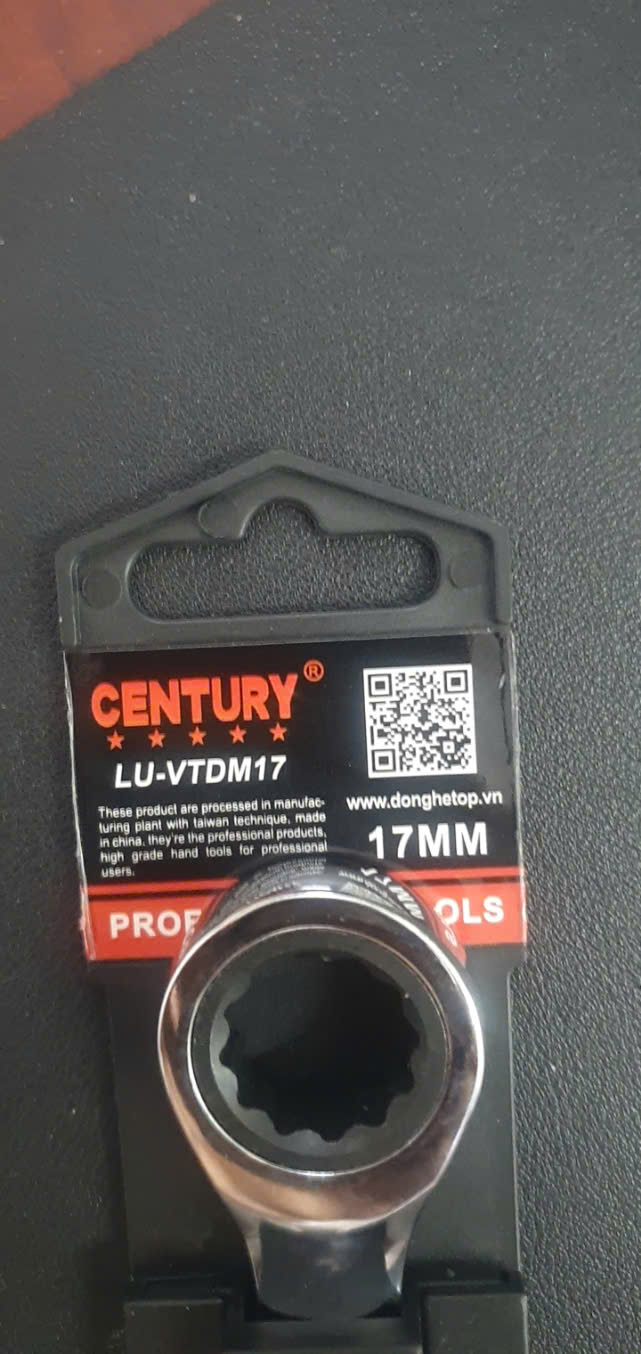 CENTURY®
LU-VTDM17
These product are processed in manufac-
turing plant with taiwan technique, made
in china. they're the professional products,
high grade hand tools for professional
users.
www.donghetop.vn
17MM
PROF
OLS